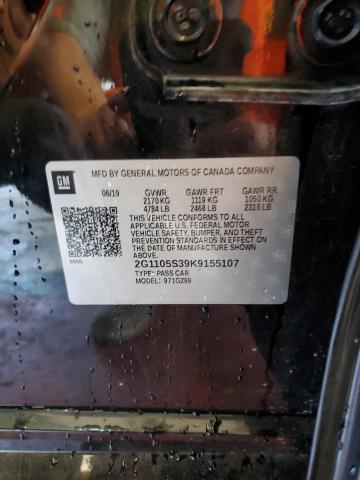 GM
MFD BY GENERAL MOTORS OF CANADA COMPANY
06/19 GVWR GAWR FRT GAWR RR
2170 KG 1119 KG 1050 KG
4784 LB 2468 LB 2315 LB
THIS VEHICLE CONFORMS TO ALL
APPLICABLE U.S. FEDERAL MOTOR
VEHICLE SAFETY, BUMPER, AND THEFT
PREVENTION STANDARDS IN EFFECT ON
THE DATE OF MANUFACTURE SHOWN
ABOVE.
2G1105S39K9155107
TYPE: PASS CAR
MODEL: 971GZ69